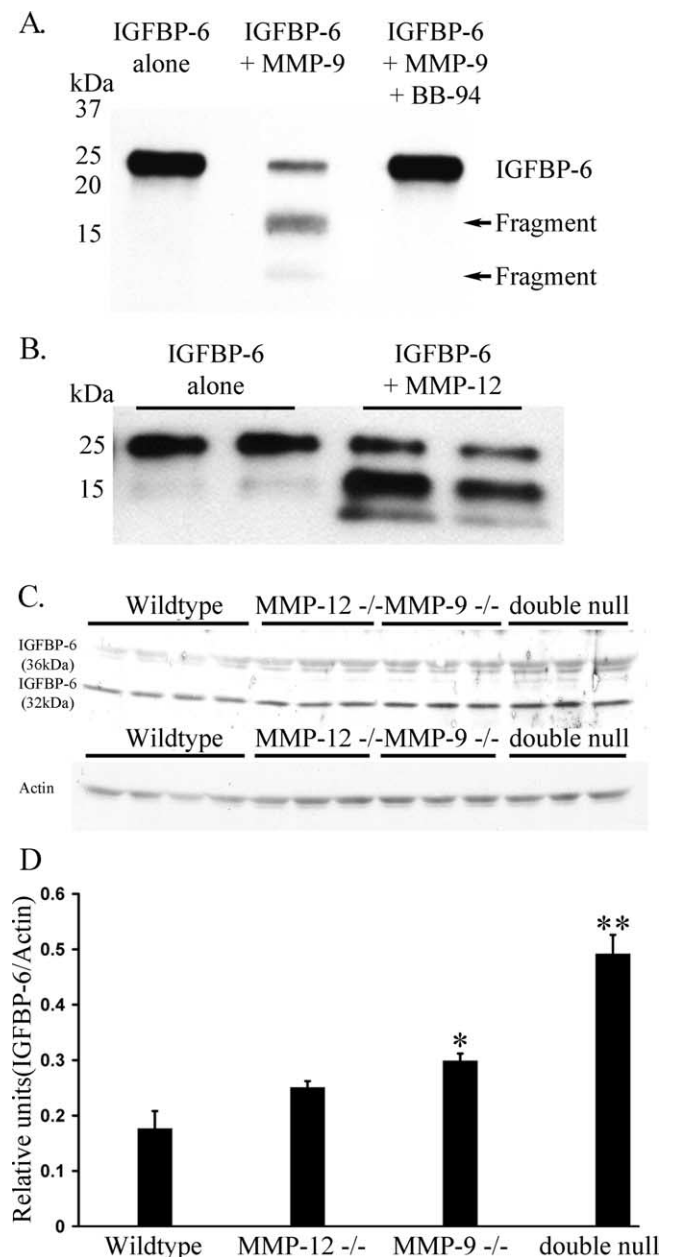 A.
IGFBP-6 alone
IGFBP-6 + MMP-9
IGFBP-6 + MMP-9 + BB-94
kDa
37
25
20
15
IGFBP-6
Fragment
Fragment
B.
IGFBP-6 alone
IGFBP-6 + MMP-12
kDa
25
15
C.
Wildtype MMP-12 -/- MMP-9 -/- double null
IGFBP-6
(36kDa)
IGFBP-6
(32kDa)
Wildtype MMP-12 -/- MMP-9 -/- double null
Actin
D
Relative units(IGFBP-6/Actin)
0.6
0.5
0.4
0.3
0.2
0.1
0
*
**
Wildtype MMP-12 -/- MMP-9 -/- double null